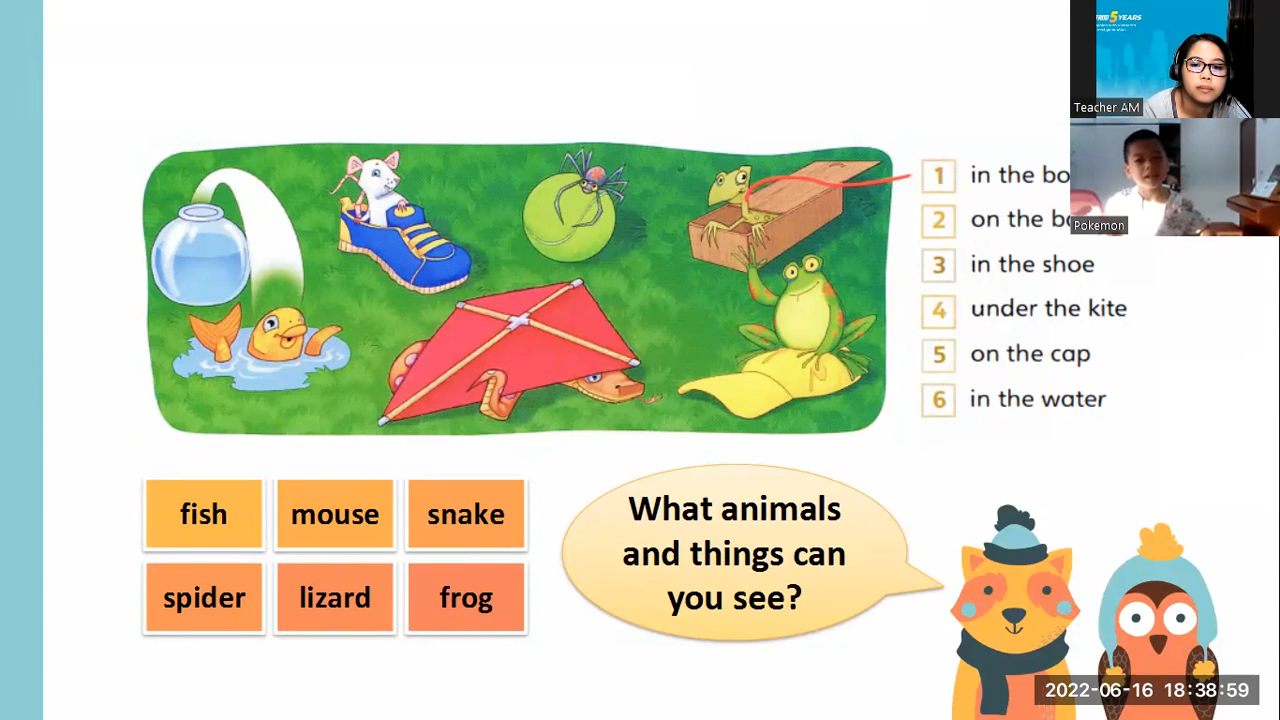 5 YEARS
Teacher AM
Pokemon
1 in the bo
2 on the b
3 in the shoe
4 under the kite
5 on the cap
6 in the water
fish mouse snake
spider lizard frog
What animals
and things can
you see?
2022-06-16 18:38:59